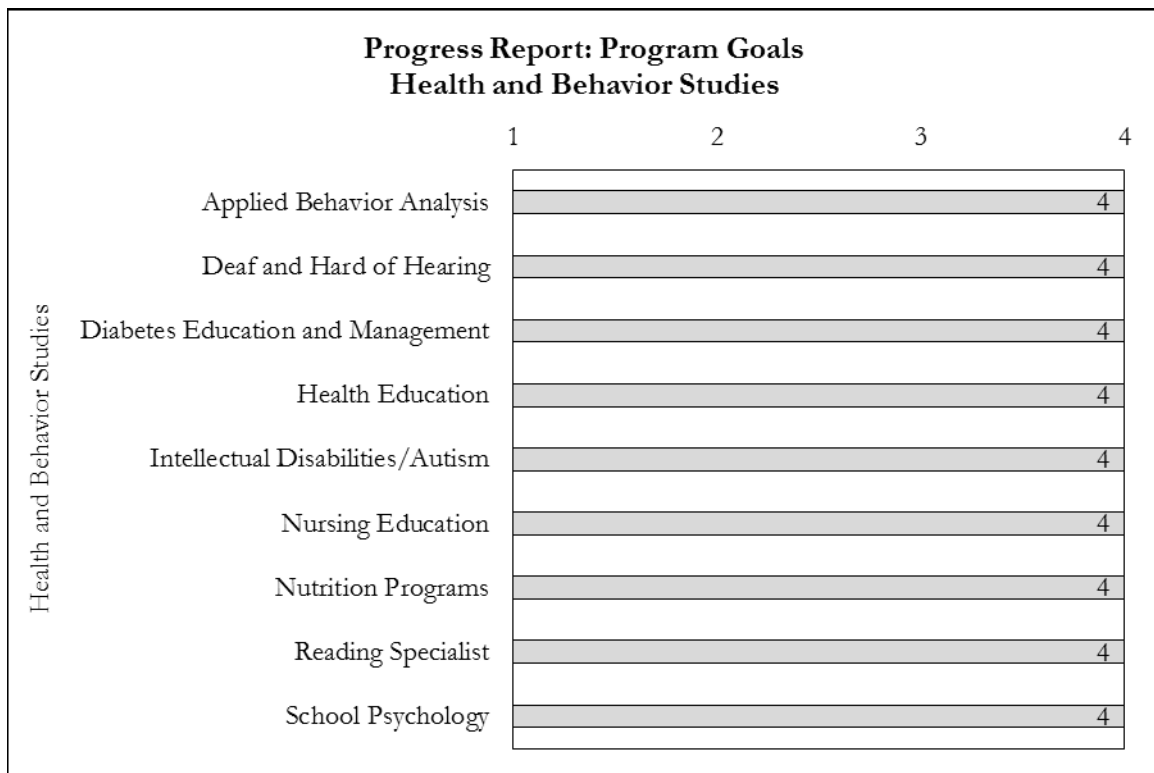 Progress Report: Program Goals
Health and Behavior Studies
1 2 3 4
Health and Behavior Studies
Applied Behavior Analysis 4
Deaf and Hard of Hearing 4
Diabetes Education and Management 4
Health Education 4
Intellectual Disabilities/Autism 4
Nursing Education 4
Nutrition Programs 4
Reading Specialist 4
School Psychology 4